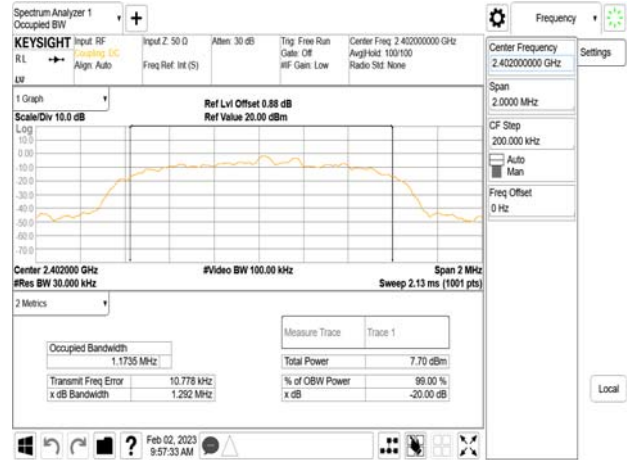 Spectrum Analyzer 1
Occupied BW
Frequency
KEYSIGHT
RL
Input: RF
Coupling: DC
Align: Auto
Input Z: 50 Ω
Freq Ref: Int (S)
Atten: 30 dB
Trig: Free Run
Gate: Off
#IF Gain: Low
Center Freq: 2.402000000 GHz
Avg|Hold: 100/100
Radio Std: None
Center Frequency
2.402000000 GHz
Settings
Span
2.0000 MHz
CF Step
200.000 kHz
Auto
Man
Freq Offset
0 Hz
Local
1 Graph
Scale/Div 10.0 dB
Ref Lvl Offset 0.88 dB
Ref Value 20.00 dBm
Log
10.0
0.00
-10.0
-20.0
-30.0
-40.0
-50.0
-60.0
-70.0
Center 2.402000 GHz
#Res BW 30.000 kHz
#Video BW 100.00 kHz
Span 2 MHz
Sweep 2.13 ms (1001 pts)
2 Metrics
Measure Trace Trace 1
Occupied Bandwidth
1.1735 MHz
Total Power 7.70 dBm
Transmit Freq Error 10.778 kHz
% of OBW Power 99.00 %
x dB Bandwidth 1.292 MHz
x dB -20.00 dB
Feb 02, 2023
9:57:33 AM